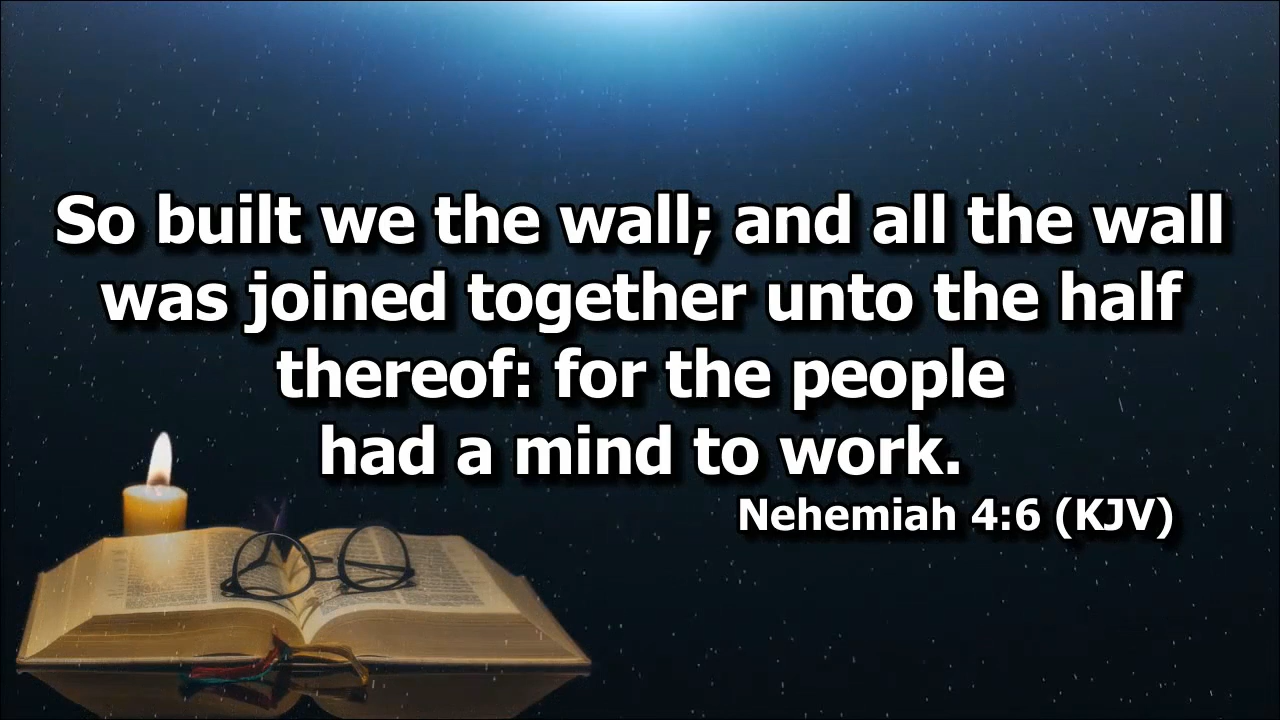 So built we the wall; and all the wall
was joined together unto the half
thereof: for the people
had a mind to work.
Nehemiah 4:6 (KJV)